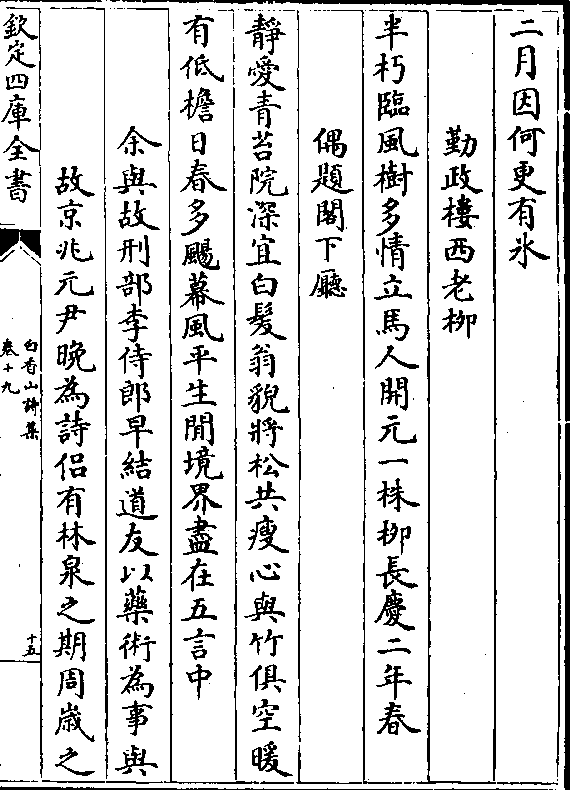 二月因何更有氷
勤政樓西老栁
半朽臨風樹多情立馬人開元一株栁長慶二年春
偶題閣下廳
靜愛青苔院深宜白髮翁貌將松共瘦心與竹俱空暖
有低檐日春多颺幕風平生閒境界盡在五言中
余與故刑部李侍郎早結道友以藥術為事與
故京兆元尹晚為詩侶有林泉之期周歲之
欽定四庫全書
白香山詩集
卷十九
十五